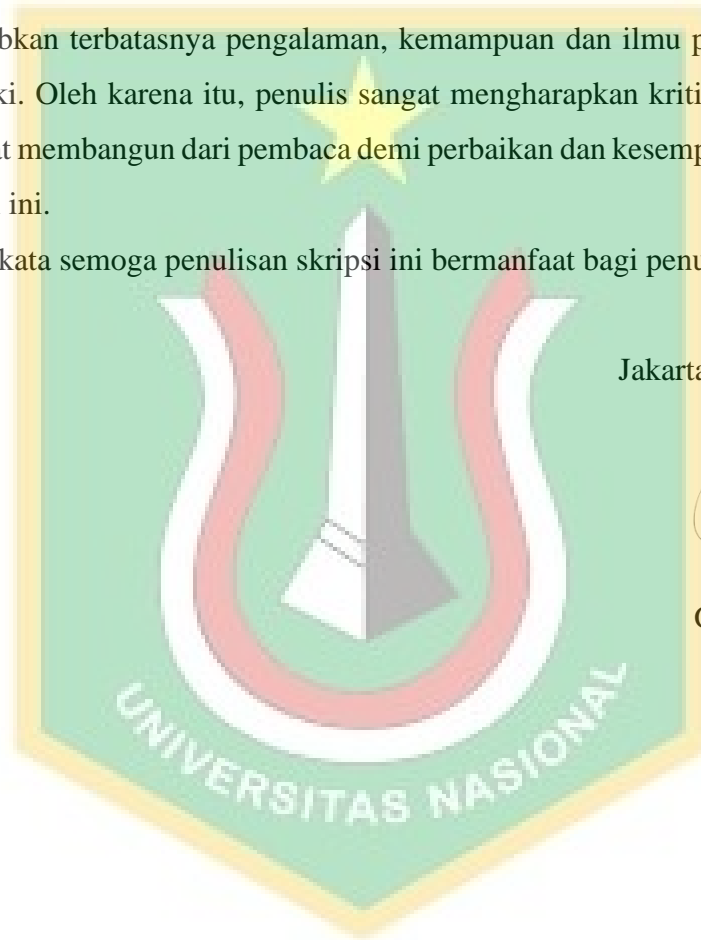 bkan terbatasnya pengalaman, kemampuan dan ilmu p
ki. Oleh karena itu, penulis sangat mengharapkan kriti
at membangun dari pembaca demi perbaikan dan kesemp
ini.
kata semoga penulisan skripsi ini bermanfaat bagi penu
Jakarta
UNIVERSITAS NASIONAL